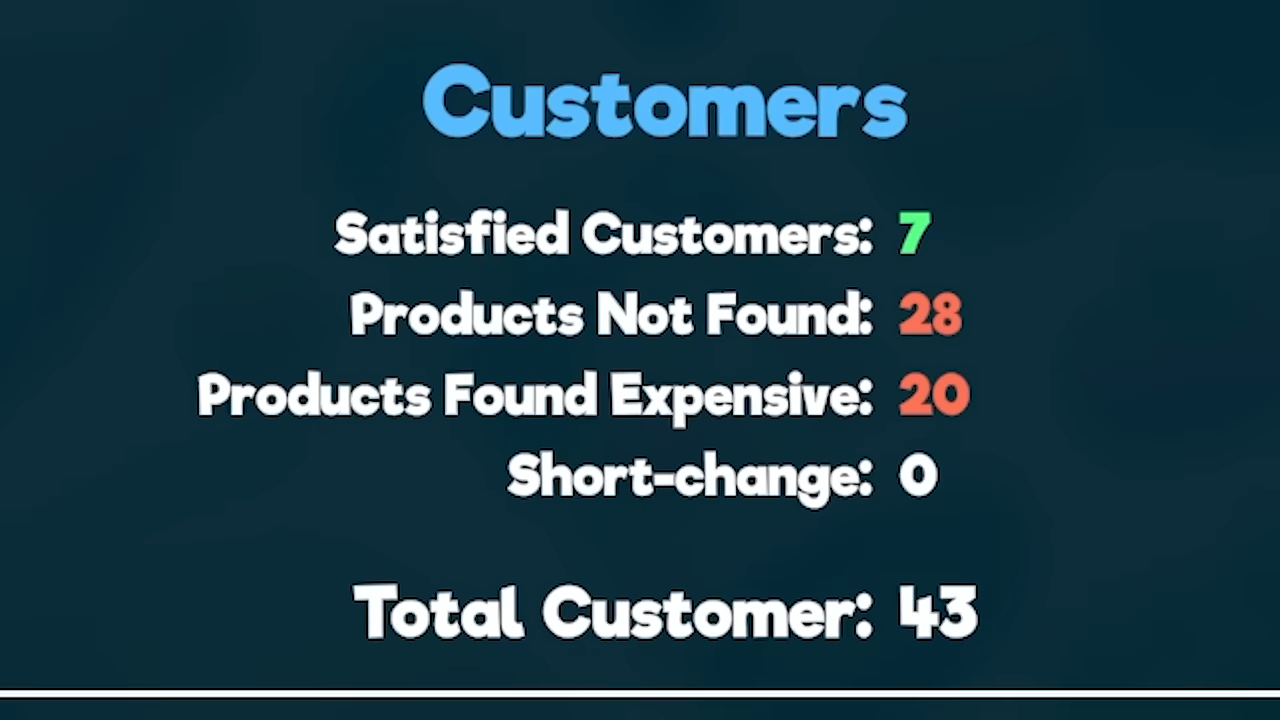 Customers
Satisfied Customers: 7
Products Not Found: 28
Products Found Expensive: 20
Short-change: 0
Total Customer: 43